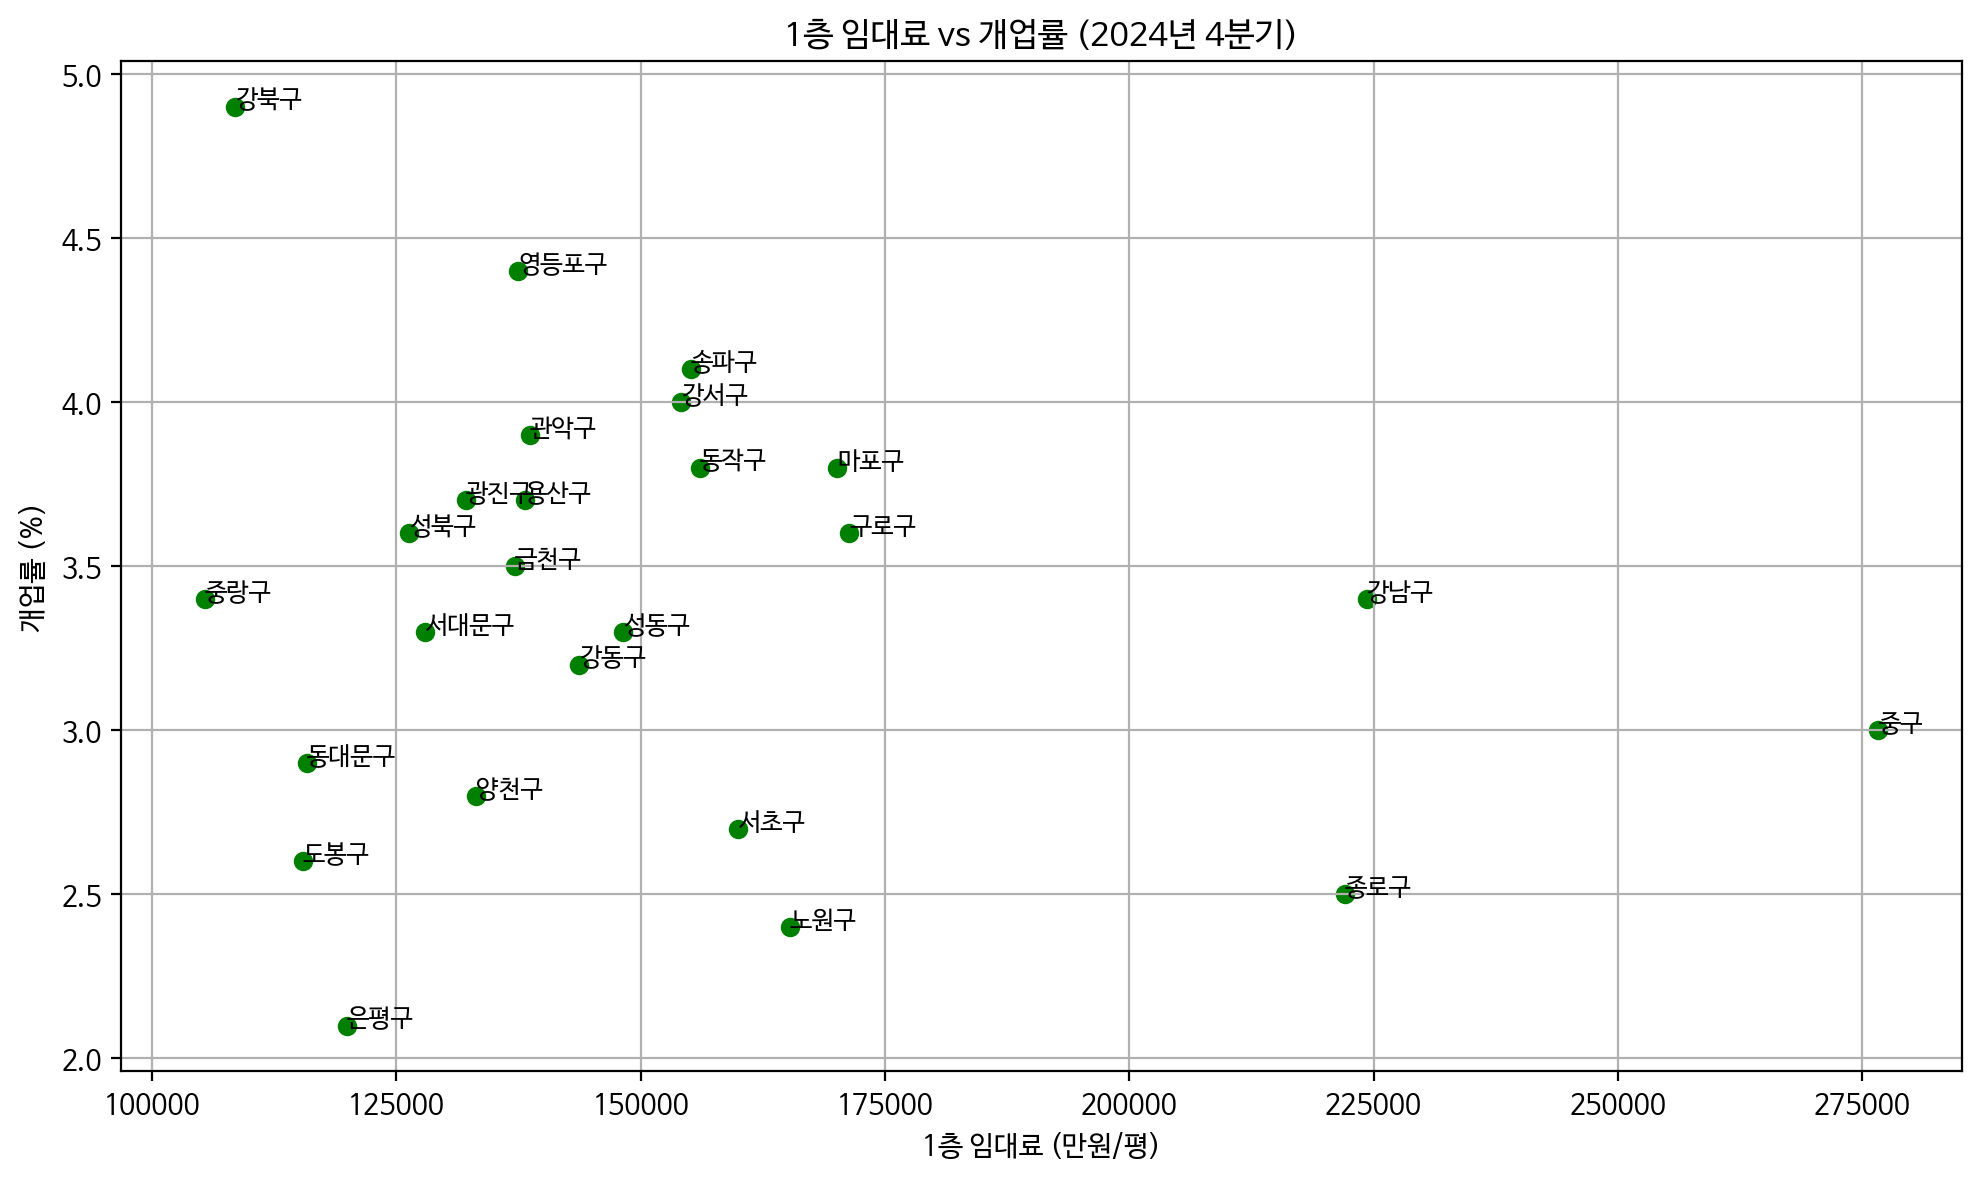 1층 임대료 vs 개업률 (2024년 4분기)
개업률 (%)
5.0
4.5
4.0
3.5
3.0
2.5
2.0
강북구
영등포구
송파구
강서구
관악구
동작구
마포구
광진구
용산구
성북구
구로구
금천구
중랑구
강남구
서대문구
성동구
강동구
중구
동대문구
양천구
서초구
도봉구
종로구
노원구
은평구
100000
125000
150000
175000
200000
225000
250000
275000
1층 임대료 (만원/평)